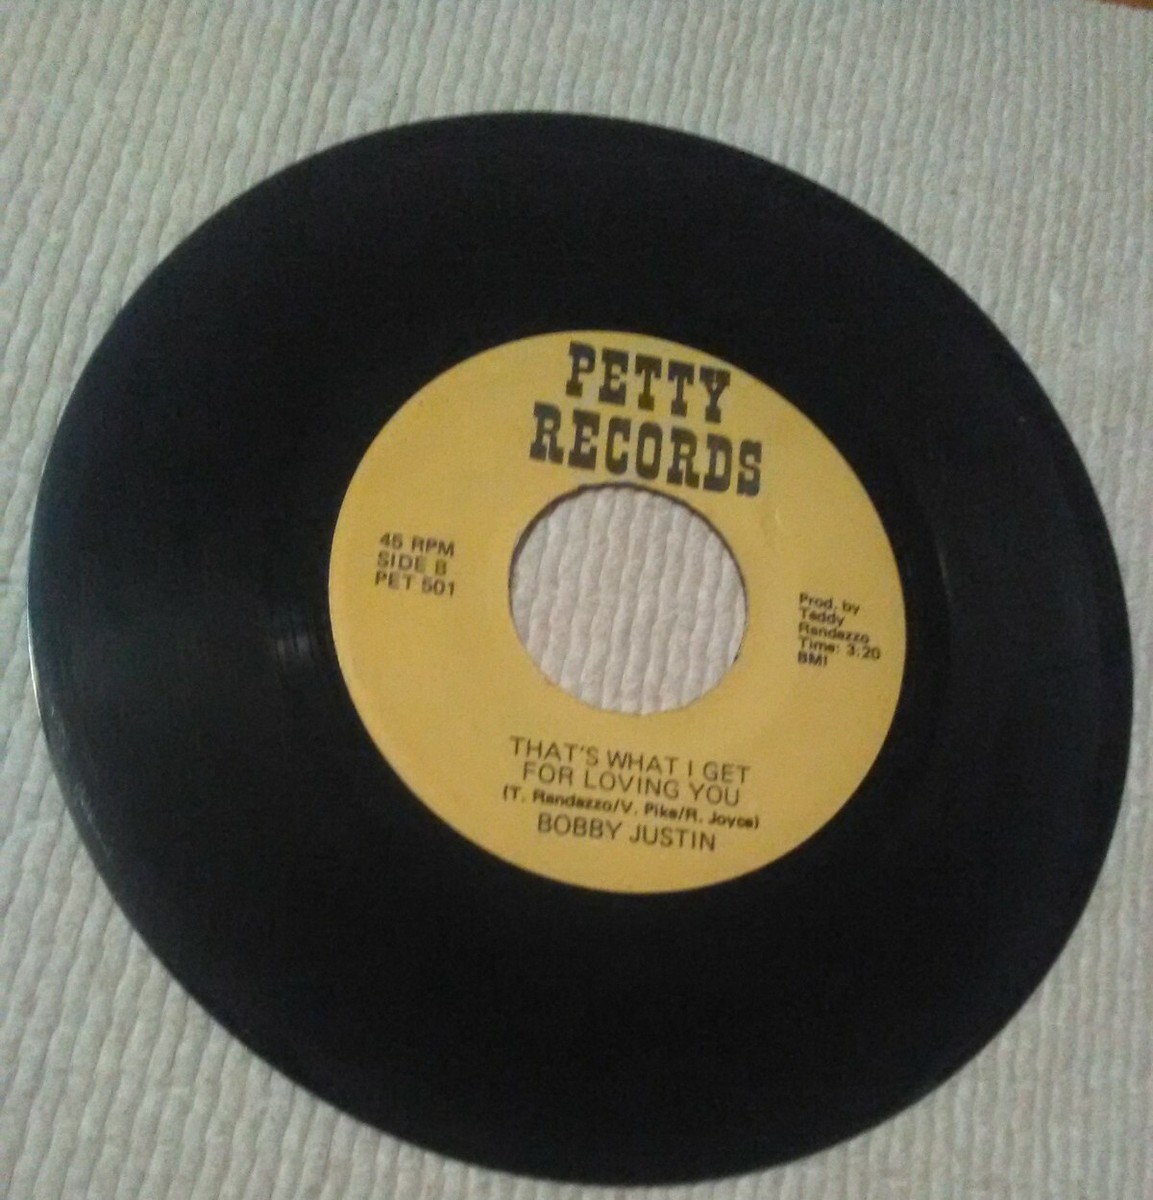 PETTY
RECORDS
45 RPM
SIDE B
PET 501
Prod. by
Teddy
Randazzo
Time: 3:20
BMI
THAT'S WHAT I GET
FOR LOVING YOU
(T. Randazzo/V. Pike/R. Joyce)
BOBBY JUSTIN